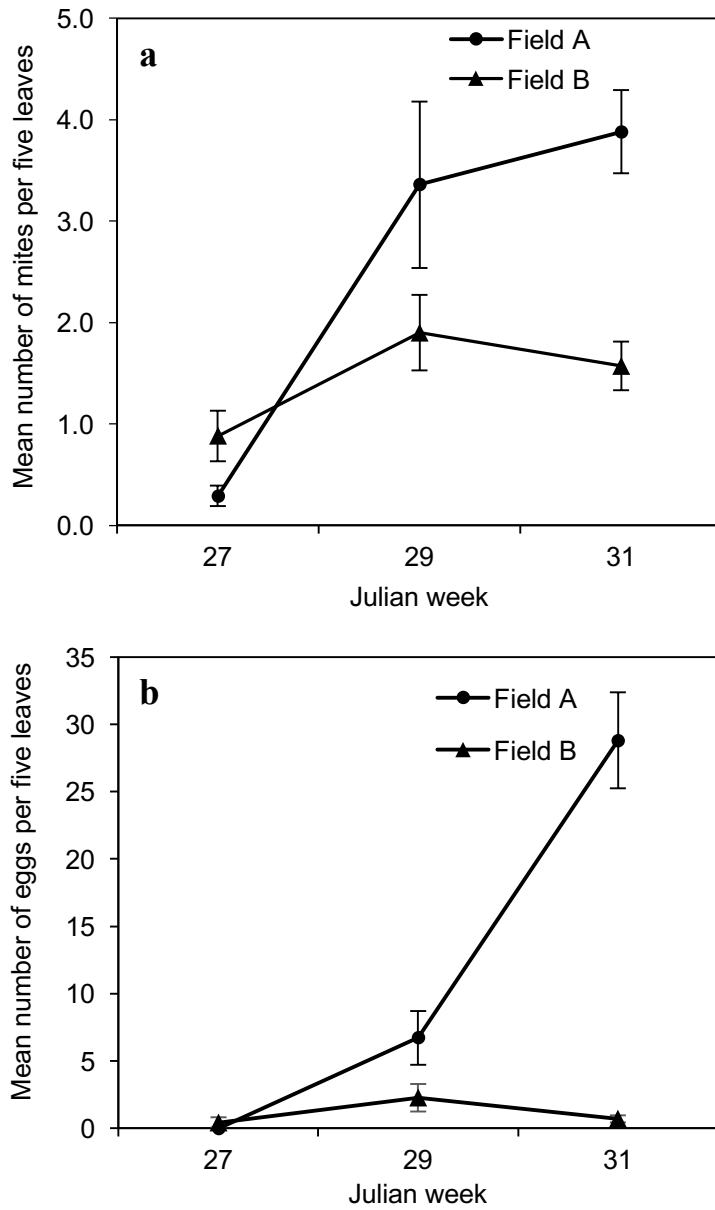 a
Field A
Field B
Mean number of mites per five leaves
5.0
4.0
3.0
2.0
1.0
0.0
27 29 31
Julian week
b
Field A
Field B
Mean number of eggs per five leaves
35
30
25
20
15
10
5
0
27 29 31
Julian week